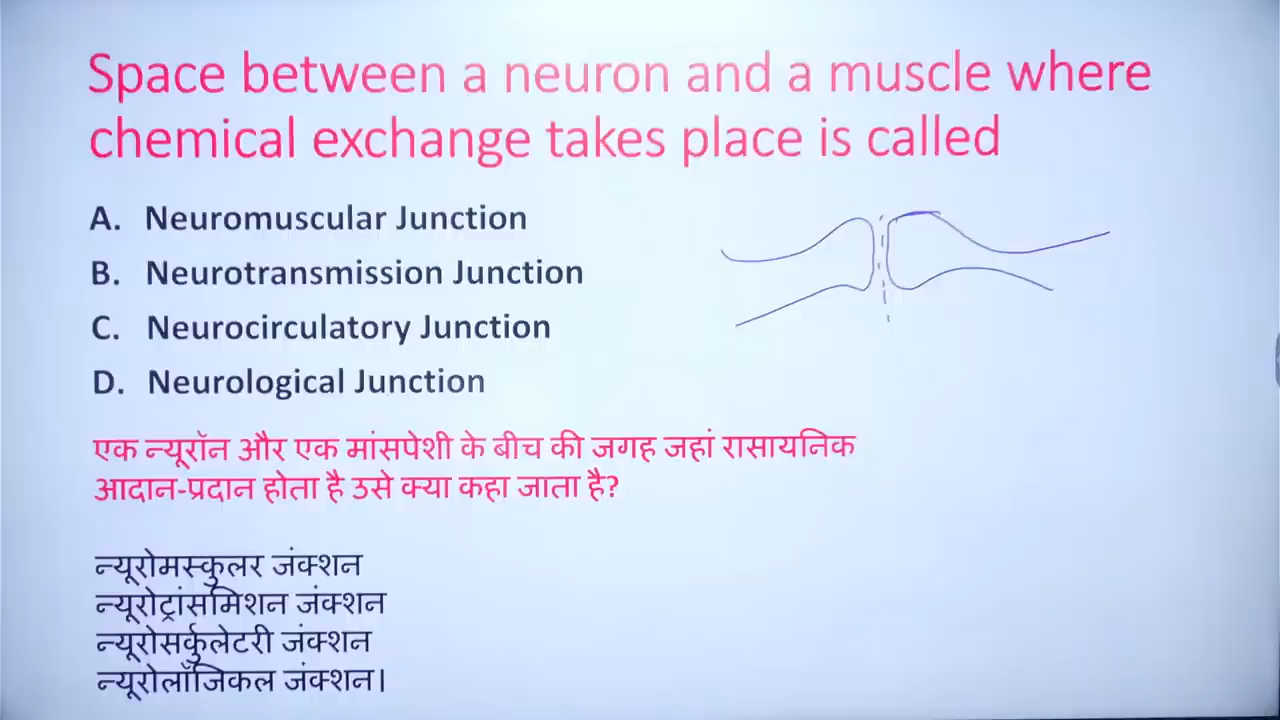 Space between a neuron and a muscle where
chemical exchange takes place is called
A. Neuromuscular Junction
B. Neurotransmission Junction
C. Neurocirculatory Junction
D. Neurological Junction
एक न्यूरॉन और एक मांसपेशी के बीच की जगह जहां रासायनिक
आदान-प्रदान होता है उसे क्या कहा जाता है?
न्यूरोमस्कुलर जंक्शन
न्यूरोट्रांसमिशन जंक्शन
न्यूरोसर्कुलेटरी जंक्शन
न्यूरोलॉजिकल जंक्शन।